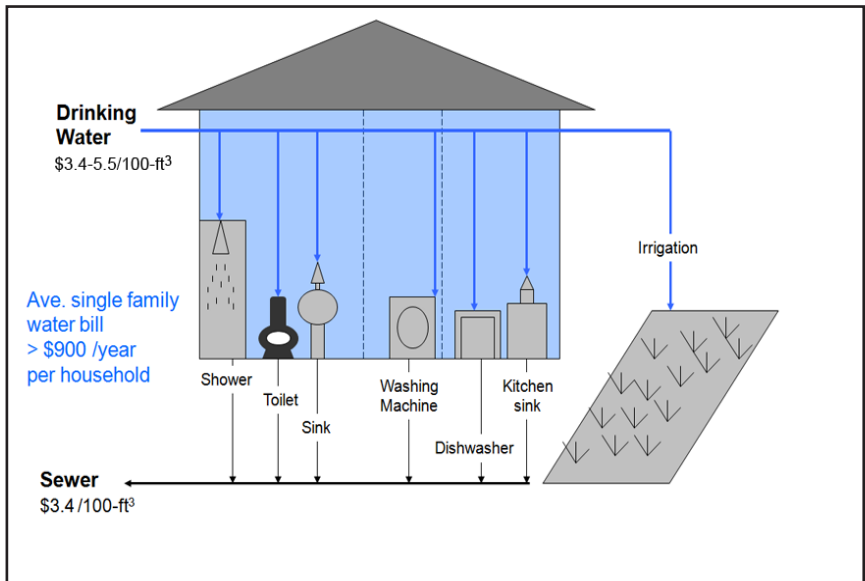 Drinking
Water
$3.4-5.5/100-ft³
Irrigation
Ave. single family
water bill
> $900 /year
per household
Shower
Toilet
Sink
Washing
Machine
Dishwasher
Kitchen
sink
Sewer
$3.4/100-ft³